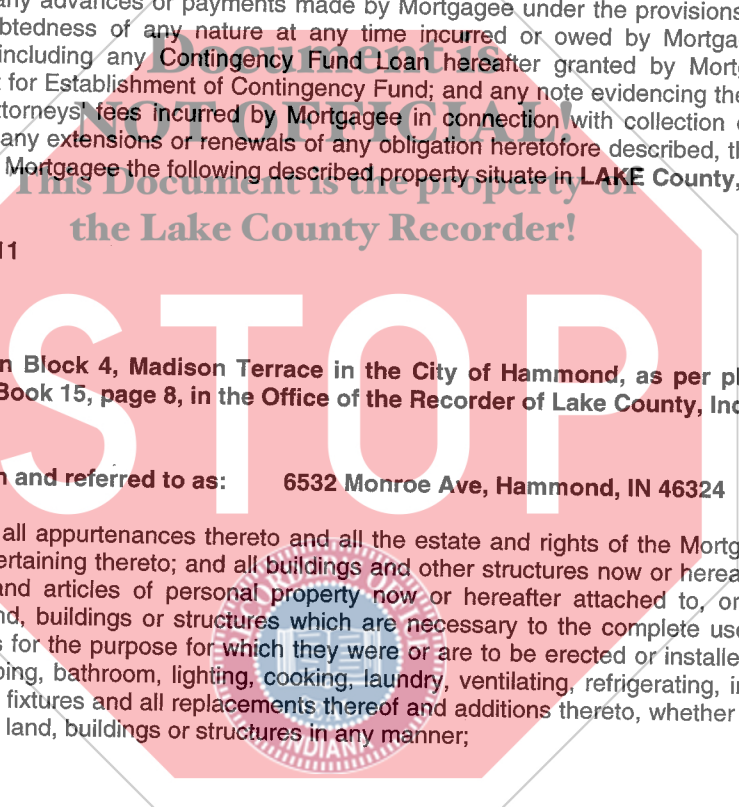 any advances or payments made by Mortgagee under the provisions
btedness of any nature at any time incurred or owed by Mortga
including any Contingency Fund Loan hereafter granted by Mort
t for Establishment of Contingency Fund; and any note evidencing the
ttorneys' fees incurred by Mortgagee in connection with collection
any extensions or renewals of any obligation heretofore described, t
Mortgagee the following described property situate in LAKE County,
Document is
NOT OFFICIAL!
This Document is the property of
the Lake County Recorder!
11
STOP
n Block 4, Madison Terrace in the City of Hammond, as per p
Book 15, page 8, in the Office of the Recorder of Lake County, Ind
n and referred to as: 6532 Monroe Ave, Hammond, IN 46324
all appurtenances thereto and all the estate and rights of the Mortg
ertaining thereto; and all buildings and other structures now or herea
and articles of personal property now or hereafter attached to, or
nd, buildings or structures which are necessary to the complete use
s for the purpose for which they were or are to be erected or installe
bing, bathroom, lighting, cooking, laundry, ventilating, refrigerating, i
fixtures and all replacements thereof and additions thereto, whether
land, buildings or structures in any manner;
INDIANA